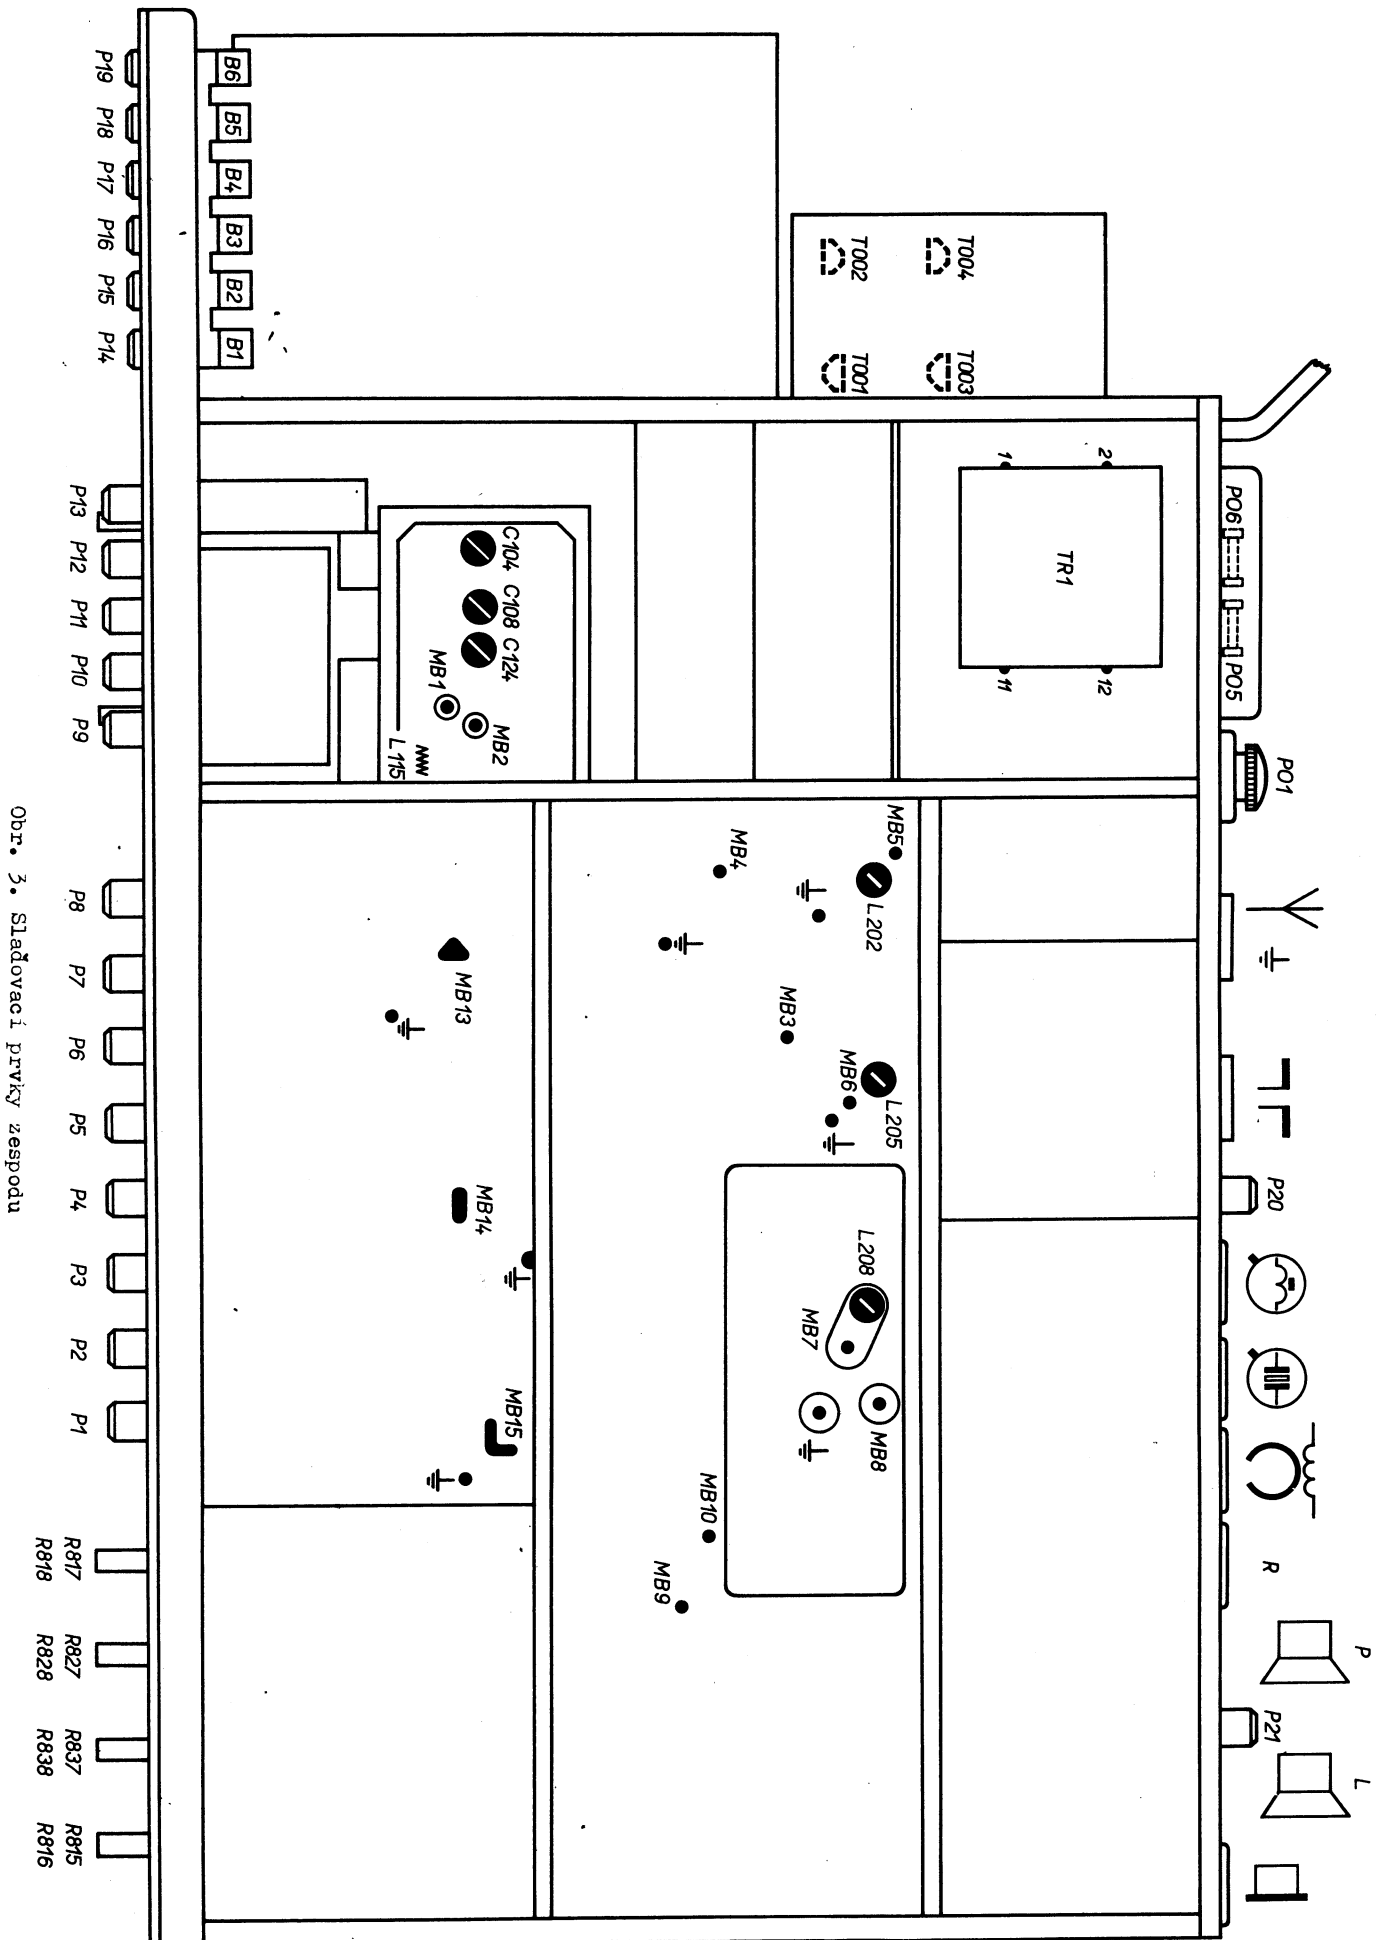 PO6
PO5
PO1
P20
R
P
P21
L
2
1
TR1
12
11
T004
T003
T002
T001
MB5
L202
MB4
MB3
MB6
L205
L208
MB7
MB8
MB10
MB9
C104
C108
C124
MB1
MB2
L115
MB13
MB14
MB15
B6
B5
B4
B3
B2
B1
P19
P18
P17
P16
P15
P14
P13
P12
P11
P10
P9
P8
P7
P6
P5
P4
P3
P2
P1
R817
R818
R827
R828
R837
R838
R815
R816
Obr. 3. Slaďovací prvky zespodu